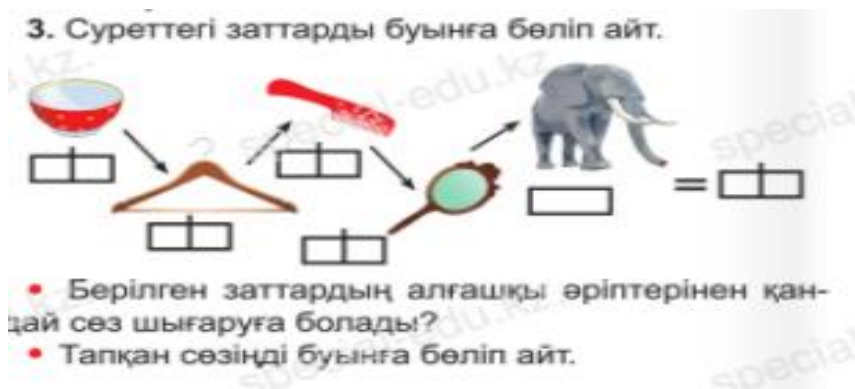 3. Суреттегі заттарды буынға бөліп айт.
• Берілген заттардың алғашқы әріптерінен қан-
дай сөз шығаруға болады?
• Тапқан сөзіңді буынға бөліп айт.